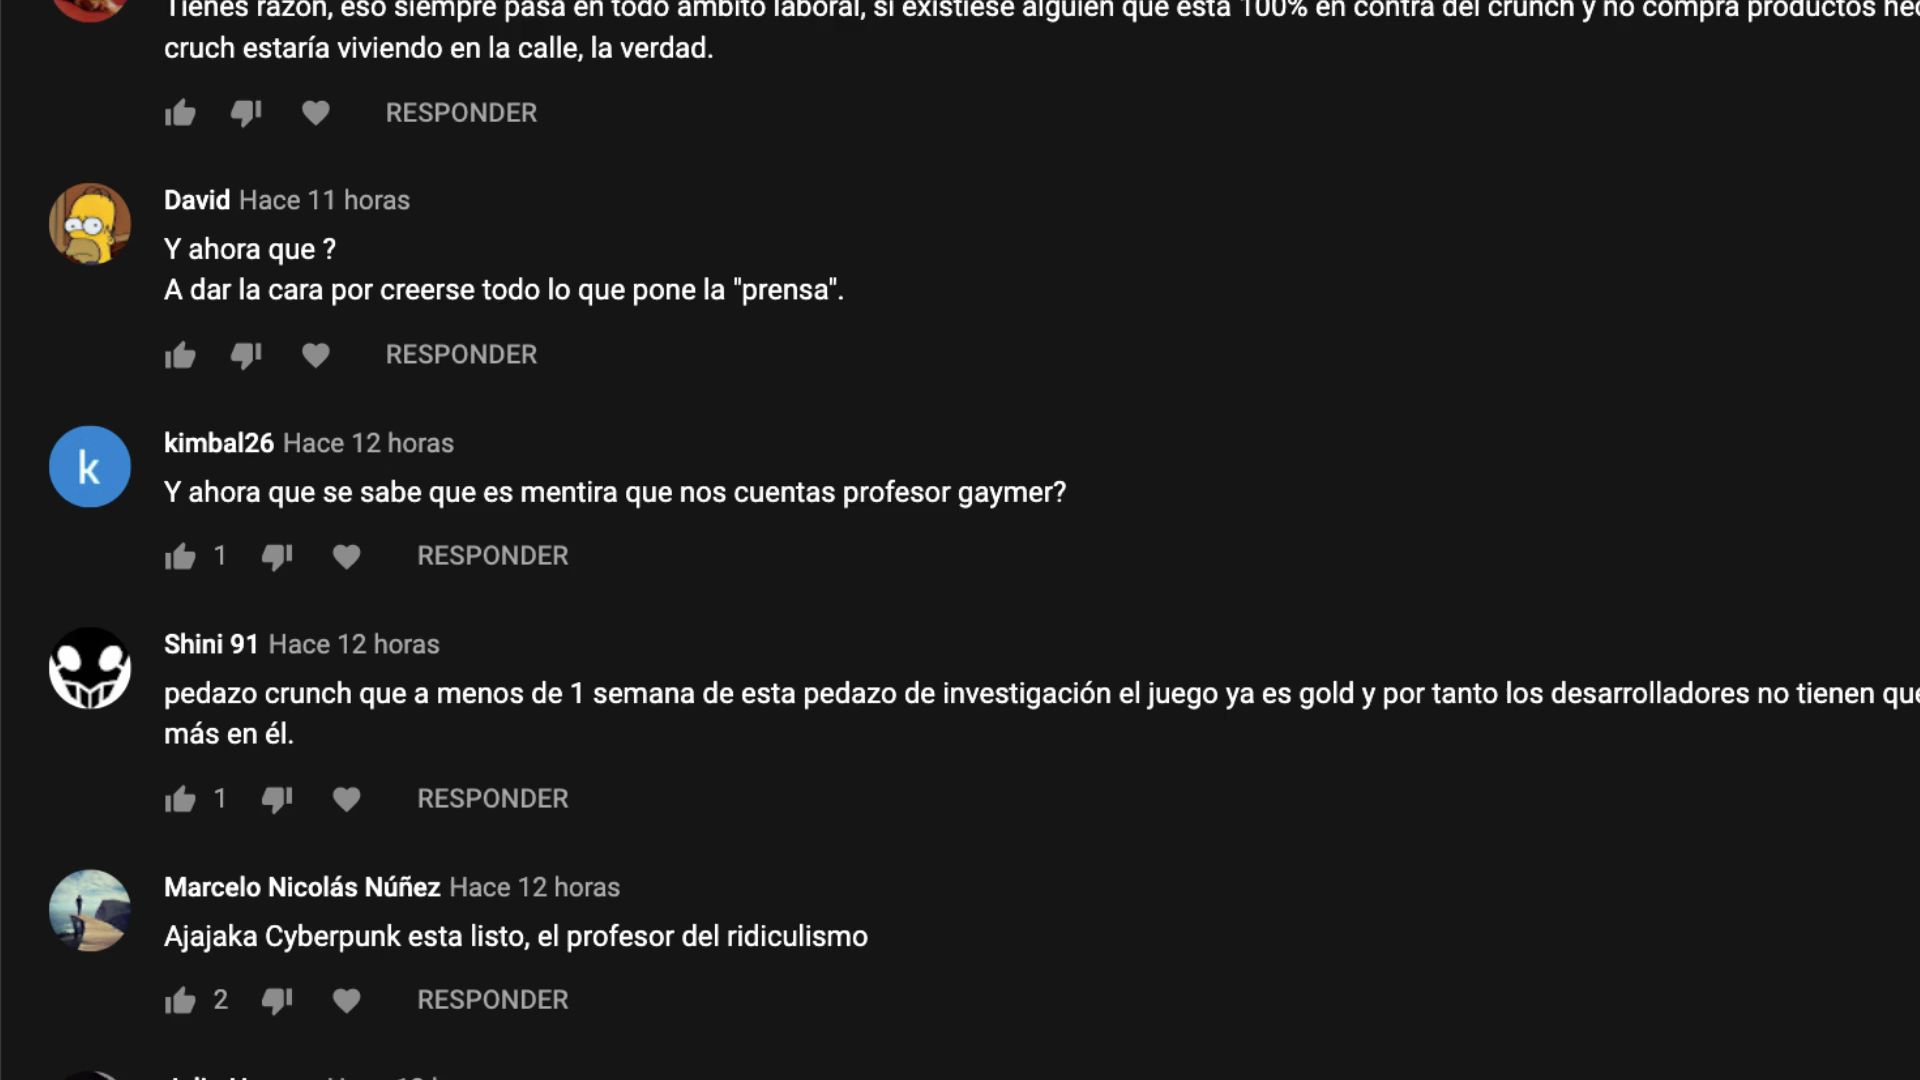 Tienes razón, eso siempre pasa en todo ámbito laboral, si existiese alguien que está 100% en contra del crunch y no compra productos
cruch estaría viviendo en la calle, la verdad.
RESPONDER
David Hace 11 horas
Y ahora que ?
A dar la cara por creerse todo lo que pone la "prensa".
RESPONDER
kimbal26 Hace 12 horas
Y ahora que se sabe que es mentira que nos cuentas profesor gaymer?
1 RESPONDER
Shini 91 Hace 12 horas
pedazo crunch que a menos de 1 semana de esta pedazo de investigación el juego ya es gold y por tanto los desarrolladores no tienen que
más en él.
1 RESPONDER
Marcelo Nicolás Núñez Hace 12 horas
Ajajaka Cyberpunk esta listo, el profesor del ridiculismo
2 RESPONDER